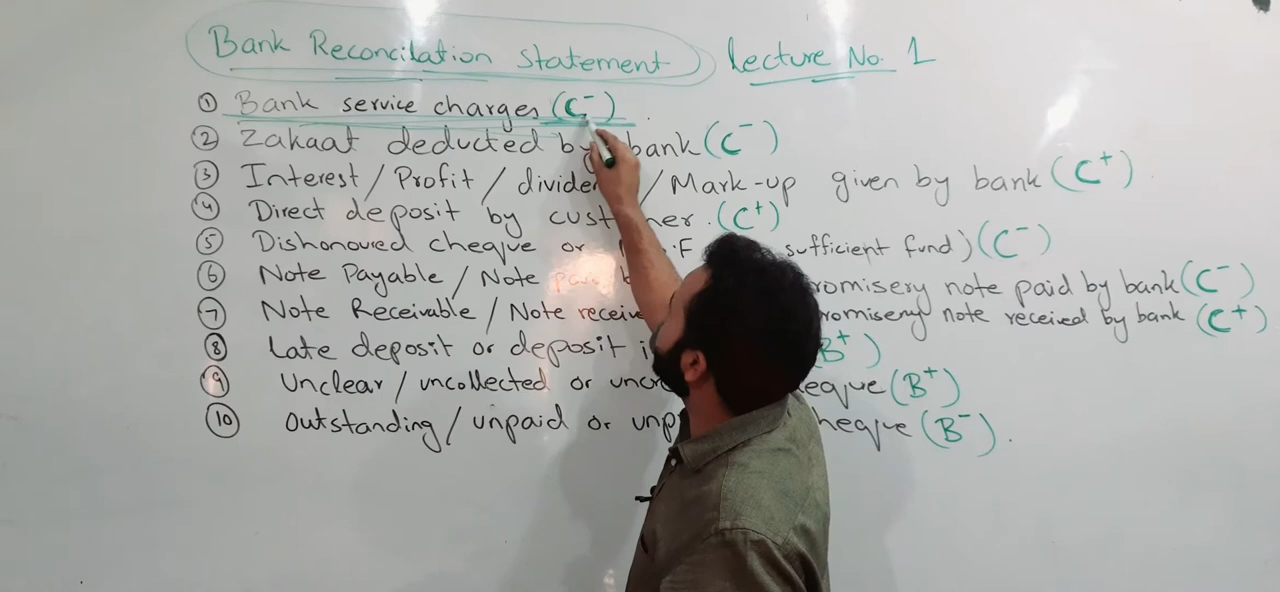 Bank Reconcilation Statement lecture No. 1
① Bank service charges (C⁻).
② Zakaat deducted by bank (C⁻)
③ Interest / Profit / divide / Mark-up given by bank (C⁺)
④ Direct deposit by customer. (C⁺)
⑤ Dishonoured cheque or .F sufficient fund) (C⁻)
⑥ Note Payable / Note romisery note paid by bank (C⁻)
⑦ Note Receivable / Note receive romisery note received by bank (C⁺)
⑧ Late deposit or deposit i B⁺)
⑨ Unclear / uncollected or uncre eque (B⁺)
⑩ Outstanding / unpaid or unp heque (B⁻).